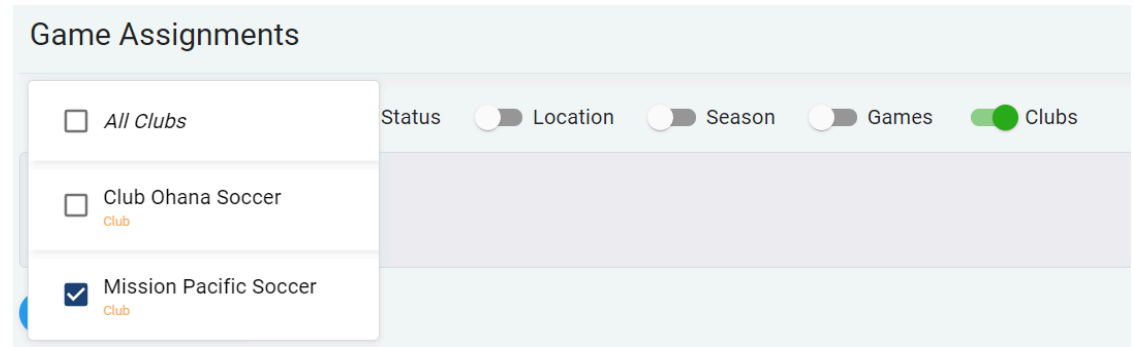 Game Assignments
All Clubs
Status Location Season Games Clubs
Club Ohana Soccer
Club
Mission Pacific Soccer
Club